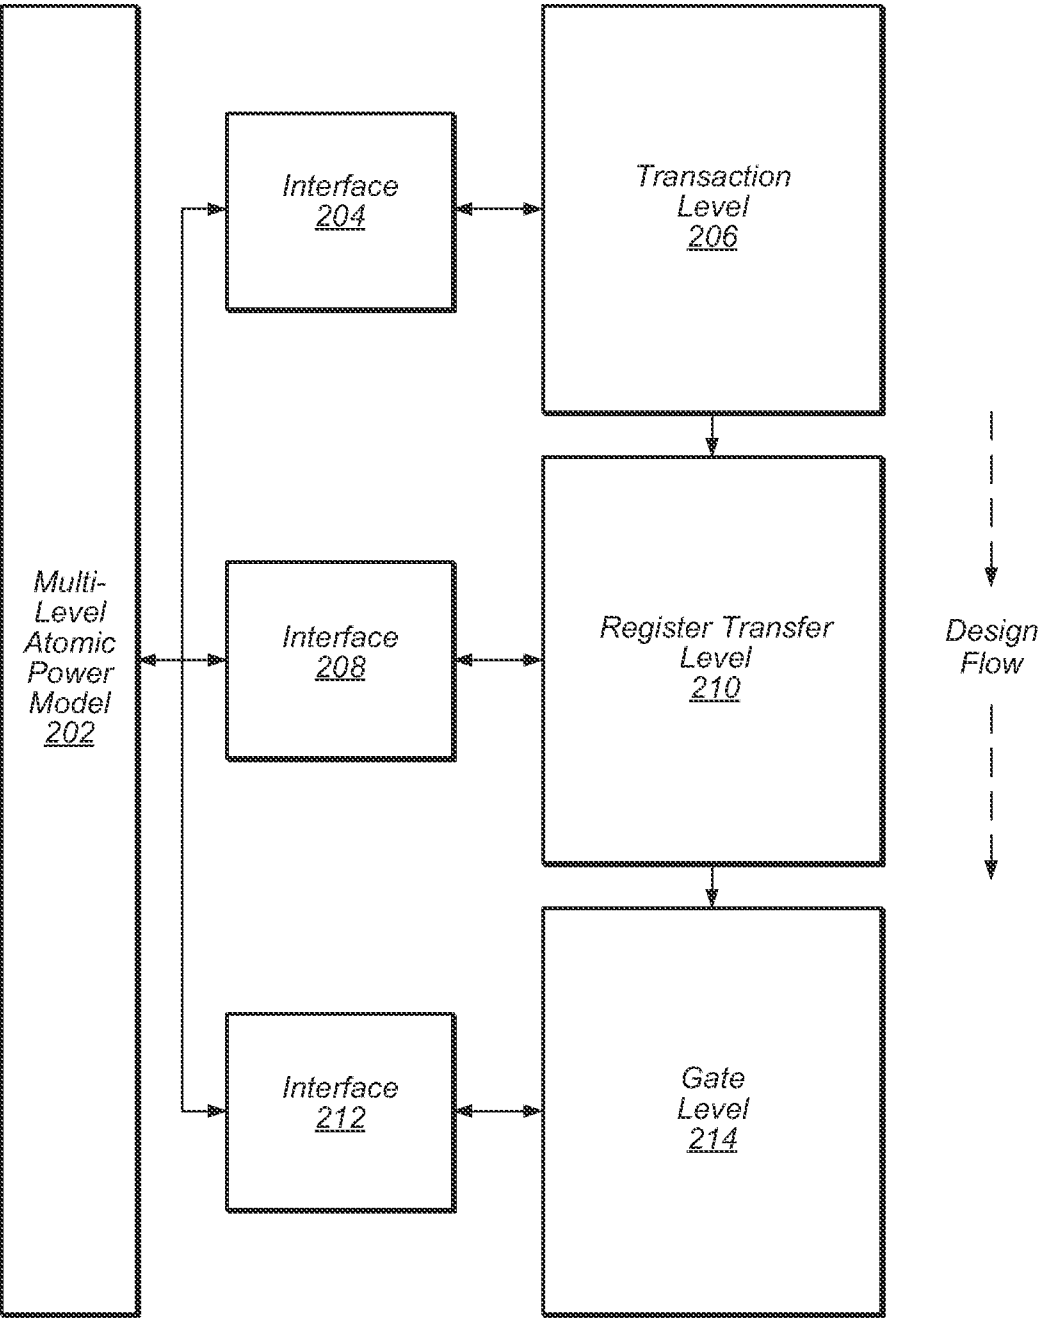 Interface
204
Transaction
Level
206
Multi-
Level
Atomic
Power
Model
202
Interface
208
Register Transfer
Level
210
Design
Flow
Interface
212
Gate
Level
214